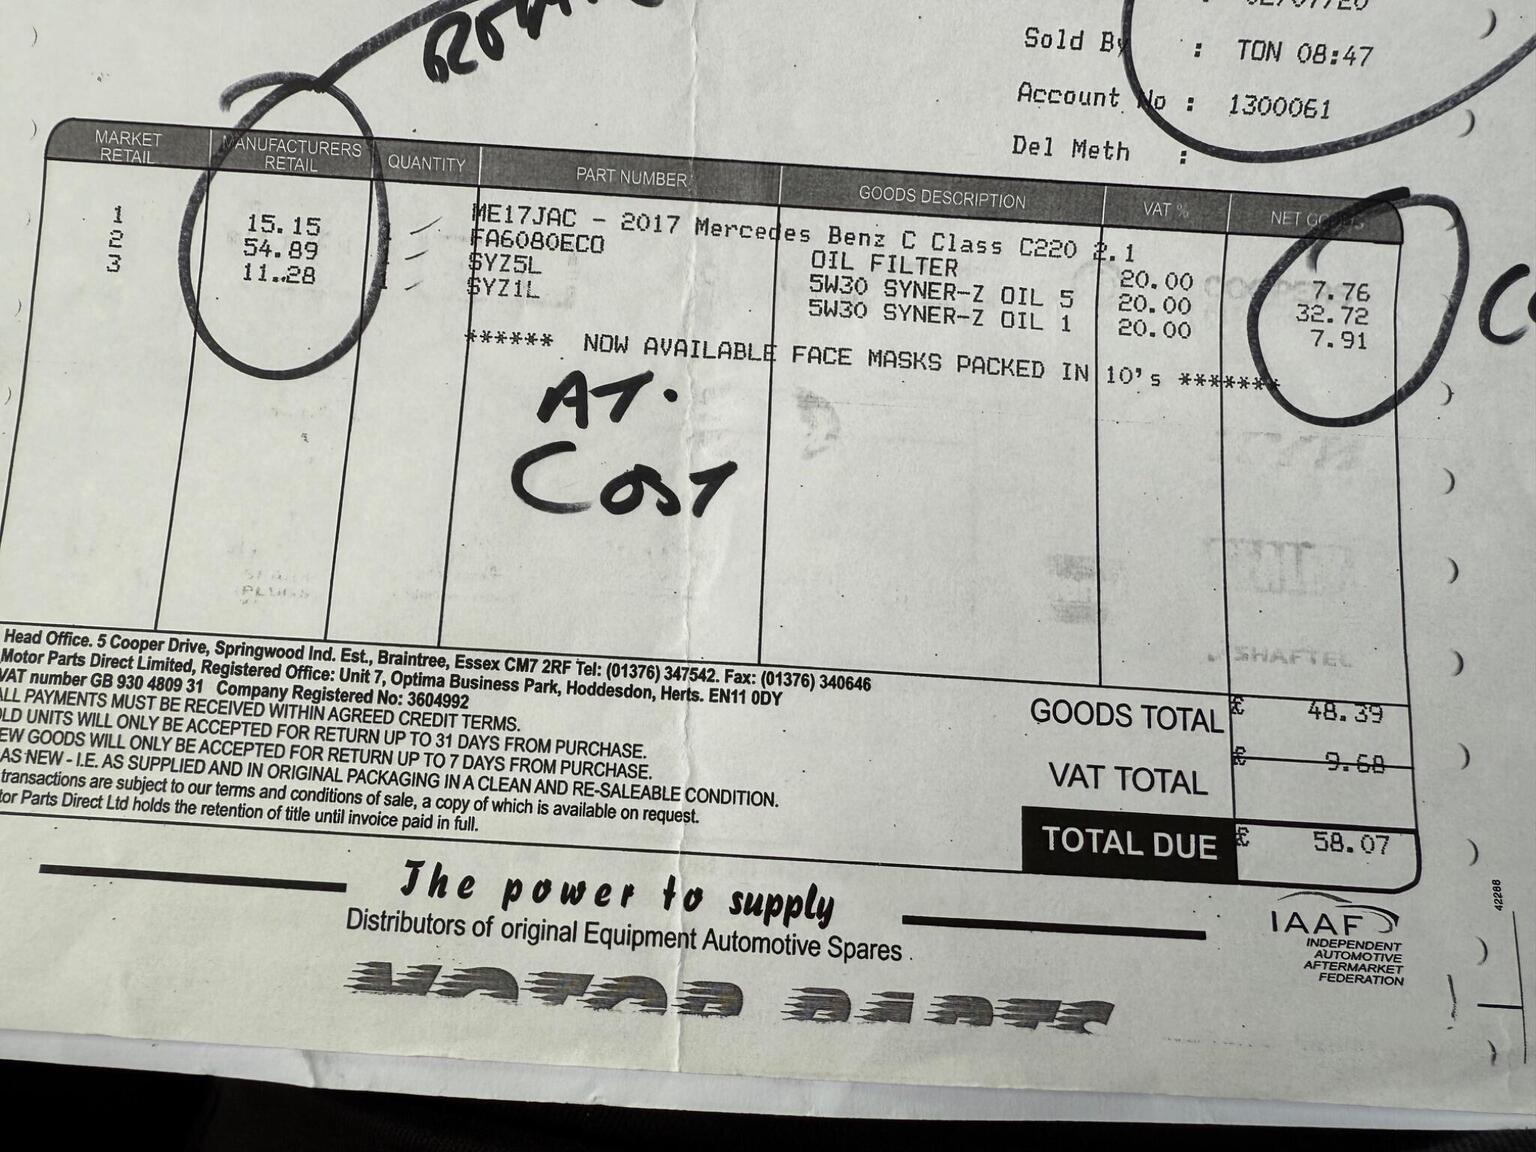 Sold By : TON 08:47
Account No : 1300061
Del Meth :
MARKET RETAIL MANUFACTURERS RETAIL QUANTITY PART NUMBER GOODS DESCRIPTION VAT % NET GOODS
ME17JAC - 2017 Mercedes Benz C Class C220 2.1
1 15.15 1 FA6080ECO OIL FILTER 20.00 7.76
2 54.89 1 SYZ5L 5W30 SYNER-Z OIL 5 20.00 32.72
3 11.28 1 SYZ1L 5W30 SYNER-Z OIL 1 20.00 7.91
****** NOW AVAILABLE FACE MASKS PACKED IN 10's *******
AT.
COST
Head Office. 5 Cooper Drive, Springwood Ind. Est., Braintree, Essex CM7 2RF Tel: (01376) 347542. Fax: (01376) 340646
Motor Parts Direct Limited, Registered Office: Unit 7, Optima Business Park, Hoddesdon, Herts. EN11 0DY
VAT number GB 930 4809 31 Company Registered No: 3604992
ALL PAYMENTS MUST BE RECEIVED WITHIN AGREED CREDIT TERMS.
OLD UNITS WILL ONLY BE ACCEPTED FOR RETURN UP TO 31 DAYS FROM PURCHASE.
NEW GOODS WILL ONLY BE ACCEPTED FOR RETURN UP TO 7 DAYS FROM PURCHASE.
AS NEW - I.E. AS SUPPLIED AND IN ORIGINAL PACKAGING IN A CLEAN AND RE-SALEABLE CONDITION.
transactions are subject to our terms and conditions of sale, a copy of which is available on request.
tor Parts Direct Ltd holds the retention of title until invoice paid in full.
GOODS TOTAL £ 48.39
VAT TOTAL £ 9.68
TOTAL DUE £ 58.07
The power to supply
Distributors of original Equipment Automotive Spares
MOTOR PARTS
IAAF
INDEPENDENT
AUTOMOTIVE
AFTERMARKET
FEDERATION
42288